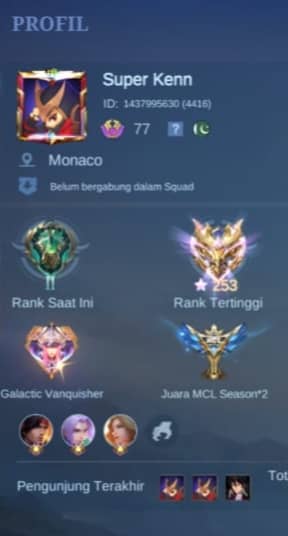 PROFIL
Super Kenn
ID: 1437995630 (4416)
77 ?
Monaco
Belum bergabung dalam Squad
II
253
Rank Saat Ini
Rank Tertinggi
Galactic Vanquisher
Juara MCL Season*2
Pengunjung Terakhir
Tot